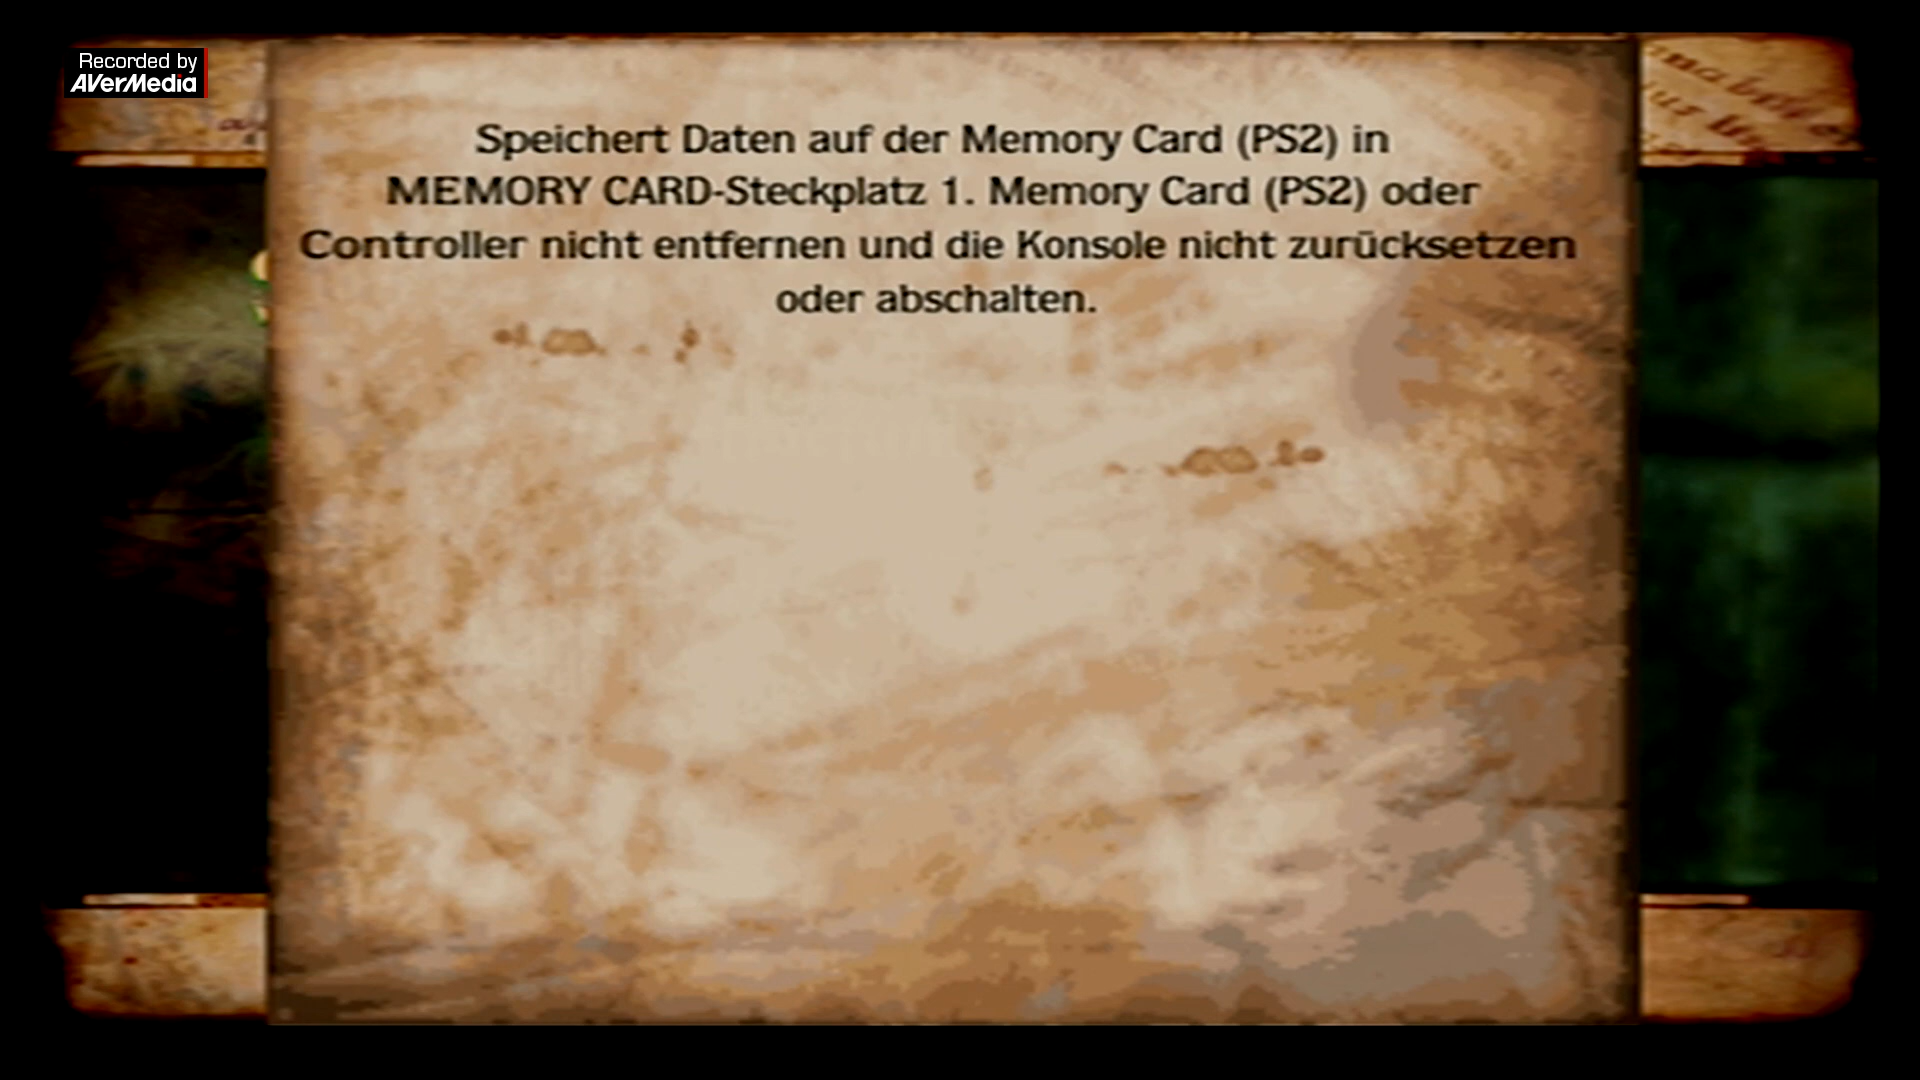 Recorded by
AVerMedia
Speichert Daten auf der Memory Card (PS2) in
MEMORY CARD-Steckplatz 1. Memory Card (PS2) oder
Controller nicht entfernen und die Konsole nicht zurücksetzen
oder abschalten.